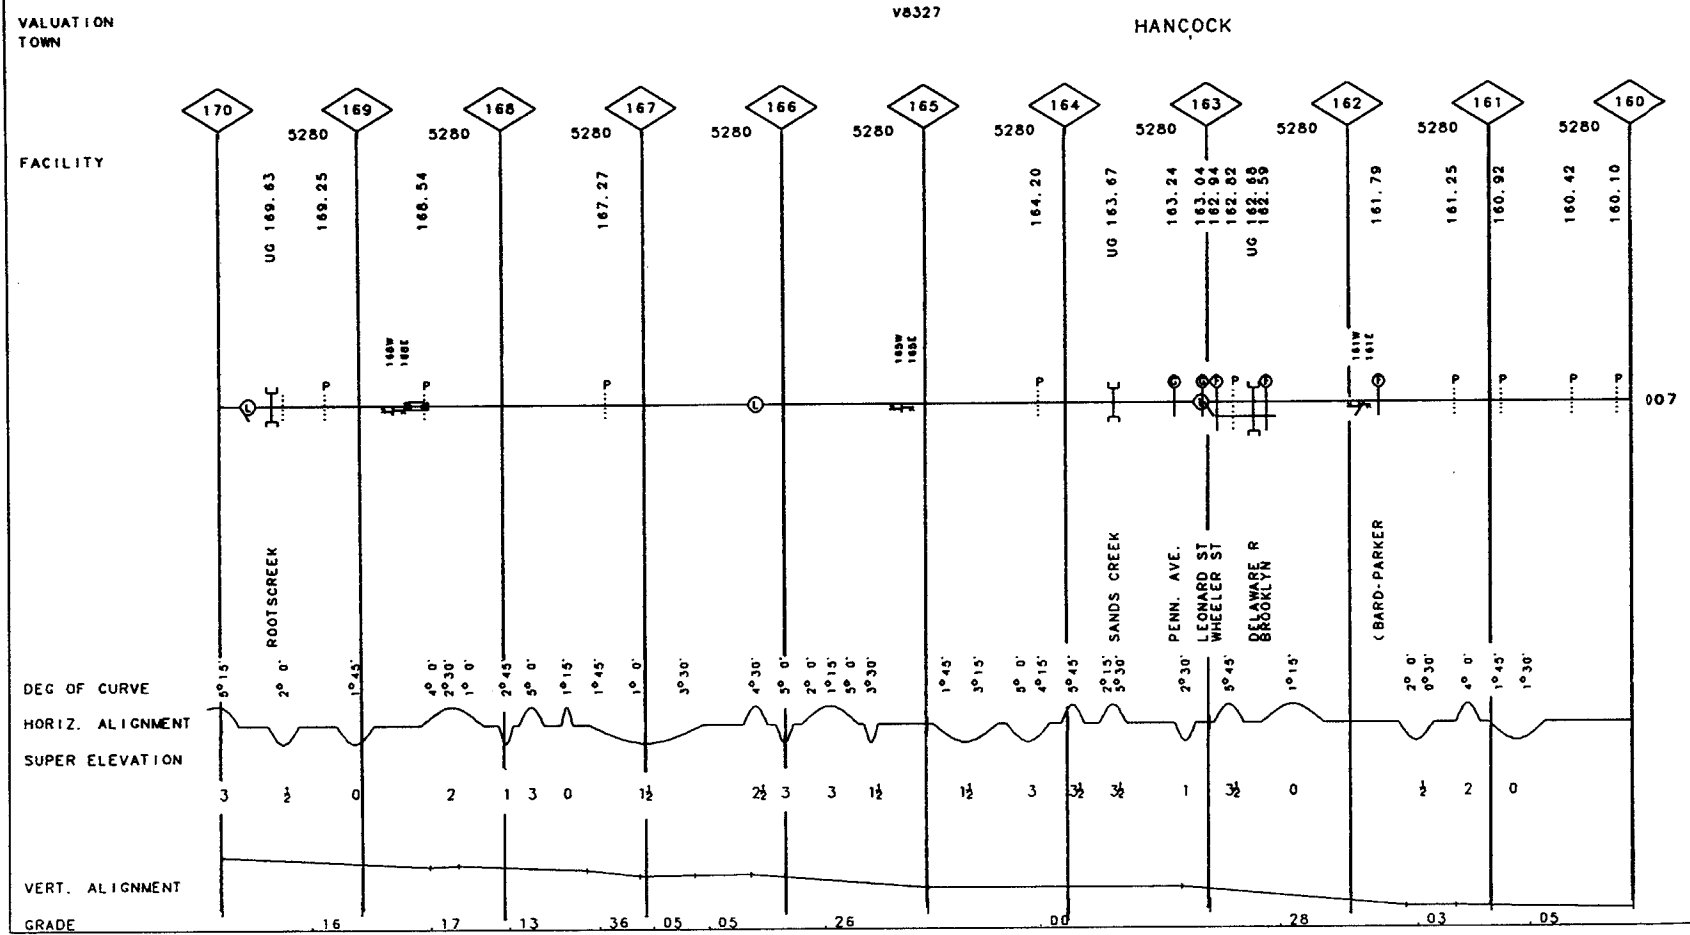 V8327
VALUATION
TOWN
HANCOCK
170 169 168 167 166 165 164 163 162 161 160
5280 5280 5280 5280 5280 5280 5280 5280 5280 5280
FACILITY
UG 169.63
169.25
168.54
167.27
164.20
UG 163.67
163.24
163.04
162.94
162.82
UG 162.68
162.59
161.79
161.25
160.92
160.42
160.10
168W
168E
165W
165E
161W
161E
P P P P G G F P F F P P P P
L L 007
ROOTSCREEK
SANDS CREEK
PENN. AVE.
LEONARD ST
WHEELER ST
DELAWARE R
BROOKLYN
(BARD-PARKER
DEG OF CURVE
5° 15' 2° 0' 1° 45' 4° 0' 2° 30' 1° 0' 2° 45' 5° 0' 1° 15' 1° 45' 1° 0' 3° 30' 4° 30' 5° 0' 2° 0' 1° 15' 5° 0' 3° 30' 1° 45' 3° 15' 5° 0' 4° 15' 5° 45' 2° 15' 5° 30' 2° 30' 5° 45' 1° 15' 2° 0' 0° 30' 4° 0' 1° 45' 1° 30'
HORIZ. ALIGNMENT
SUPER ELEVATION
3 ½ 0 2 1 3 0 1½ 2½ 3 3 1½ 1½ 3 3½ 3½ 1 3½ 0 ½ 2 0
VERT. ALIGNMENT
GRADE
.16 .17 .13 .36 .05 .05 .26 .00 .28 .03 .05